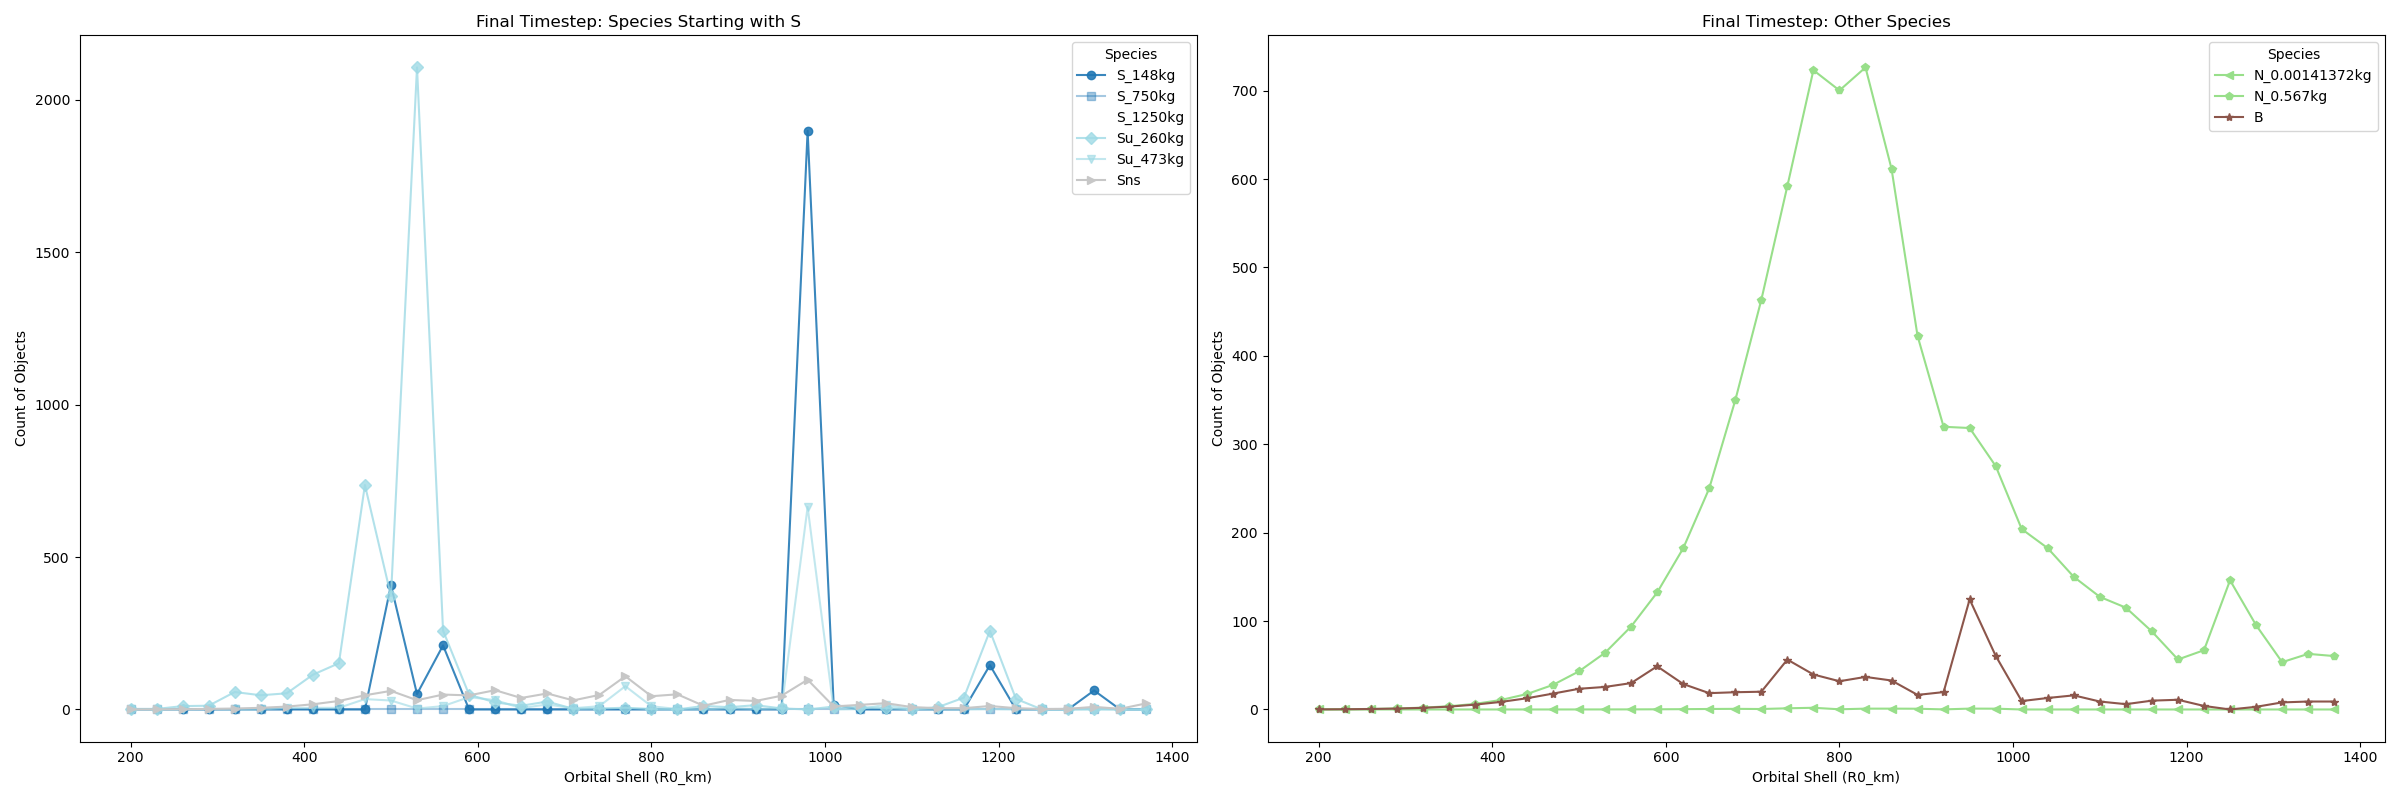 Final Timestep: Species Starting with S
Count of Objects
2000
1500
1000
500
0
200
400
600
800
1000
1200
1400
Orbital Shell (R0_km)
Species
S_148kg
S_750kg
S_1250kg
Su_260kg
Su_473kg
Sns
Final Timestep: Other Species
Count of Objects
700
600
500
400
300
200
100
0
200
400
600
800
1000
1200
1400
Orbital Shell (R0_km)
Species
N_0.00141372kg
N_0.567kg
B